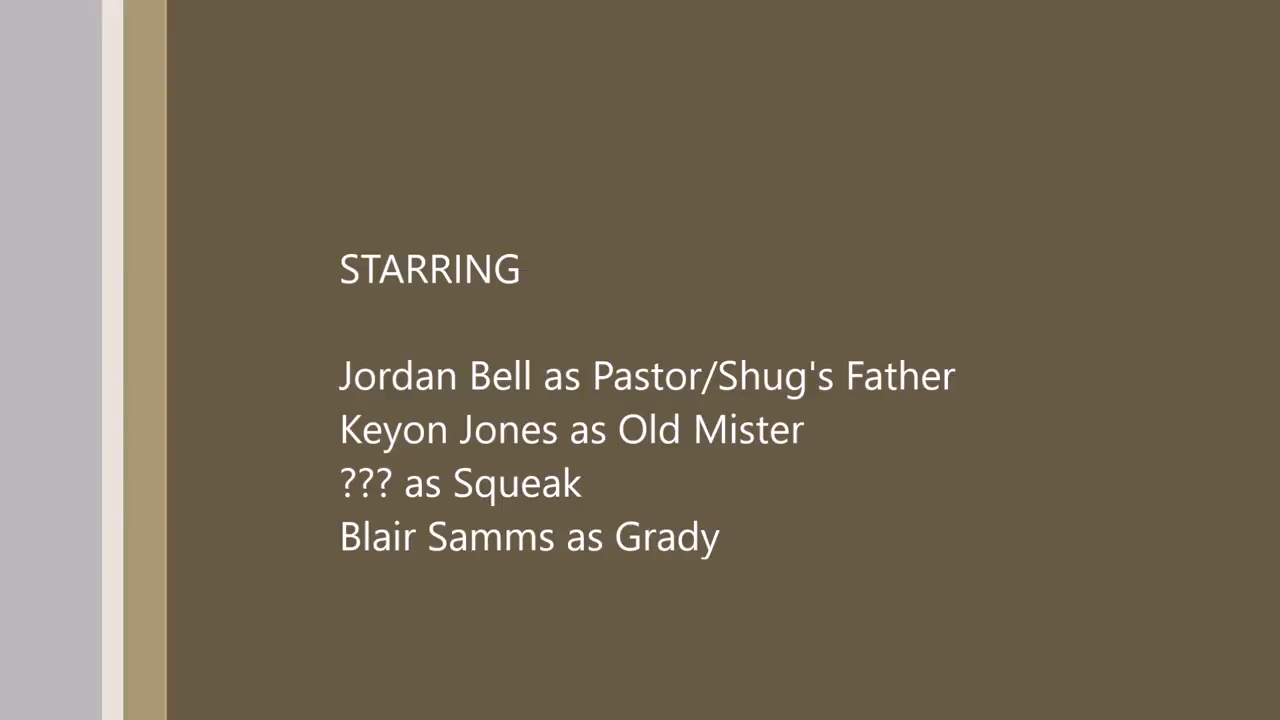 STARRING
Jordan Bell as Pastor/Shug's Father
Keyon Jones as Old Mister
??? as Squeak
Blair Samms as Grady